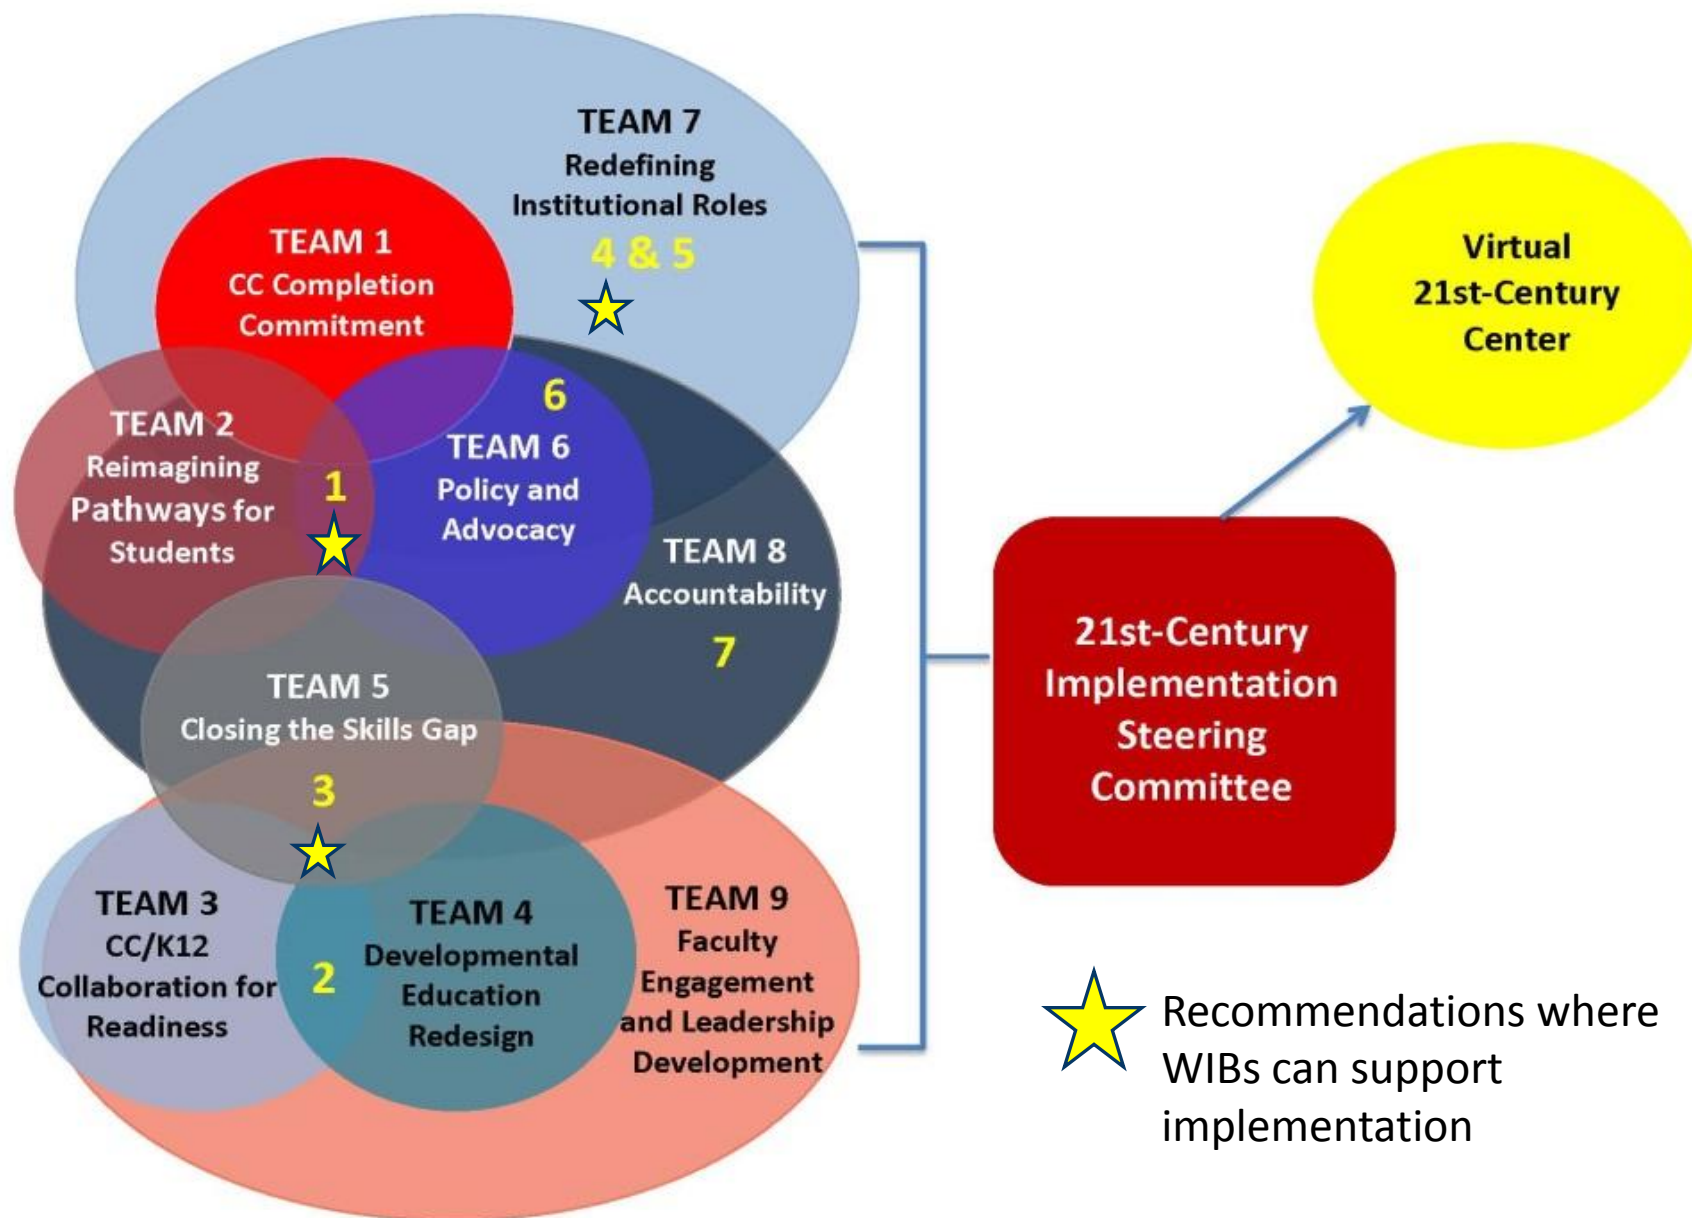 TEAM 7
Redefining
Institutional Roles
4 & 5
TEAM 1
CC Completion
Commitment
TEAM 2
Reimagining
Pathways for
Students
1
6
TEAM 6
Policy and
Advocacy
TEAM 8
Accountability
7
TEAM 5
Closing the Skills Gap
3
TEAM 3
CC/K12
Collaboration for
Readiness
2
TEAM 4
Developmental
Education
Redesign
TEAM 9
Faculty
Engagement
and Leadership
Development
Virtual
21st-Century
Center
21st-Century
Implementation
Steering
Committee
Recommendations where
WIBs can support
implementation